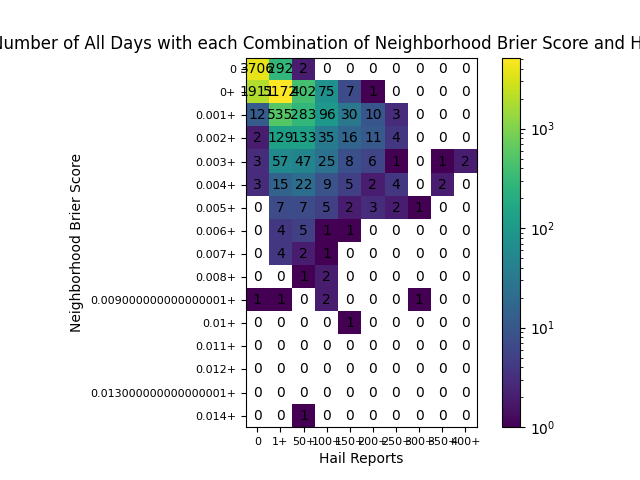 Number of All Days with each Combination of Neighborhood Brier Score and H
0 3706 292 2 0 0 0 0 0 0 0
0+ 1911 5172 402 75 7 1 0 0 0 0
0.001+ 12 535 283 96 30 10 3 0 0 0
0.002+ 2 129 133 35 16 11 4 0 0 0
0.003+ 3 57 47 25 8 6 1 0 1 2
0.004+ 3 15 22 9 5 2 4 0 2 0
0.005+ 0 7 7 5 2 3 2 1 0 0
0.006+ 0 4 5 1 1 0 0 0 0 0
0.007+ 0 4 2 1 0 0 0 0 0 0
0.008+ 0 0 1 2 0 0 0 0 0 0
0.009000000000000001+ 1 1 0 2 0 0 0 1 0 0
0.01+ 0 0 0 0 1 0 0 0 0 0
0.011+ 0 0 0 0 0 0 0 0 0 0
0.012+ 0 0 0 0 0 0 0 0 0 0
0.013000000000000001+ 0 0 0 0 0 0 0 0 0 0
0.014+ 0 0 1 0 0 0 0 0 0 0
0 1+ 50+ 100+ 150+ 200+ 250+ 300+ 350+ 400+
Hail Reports
Neighborhood Brier Score
10³
10²
10¹
10⁰